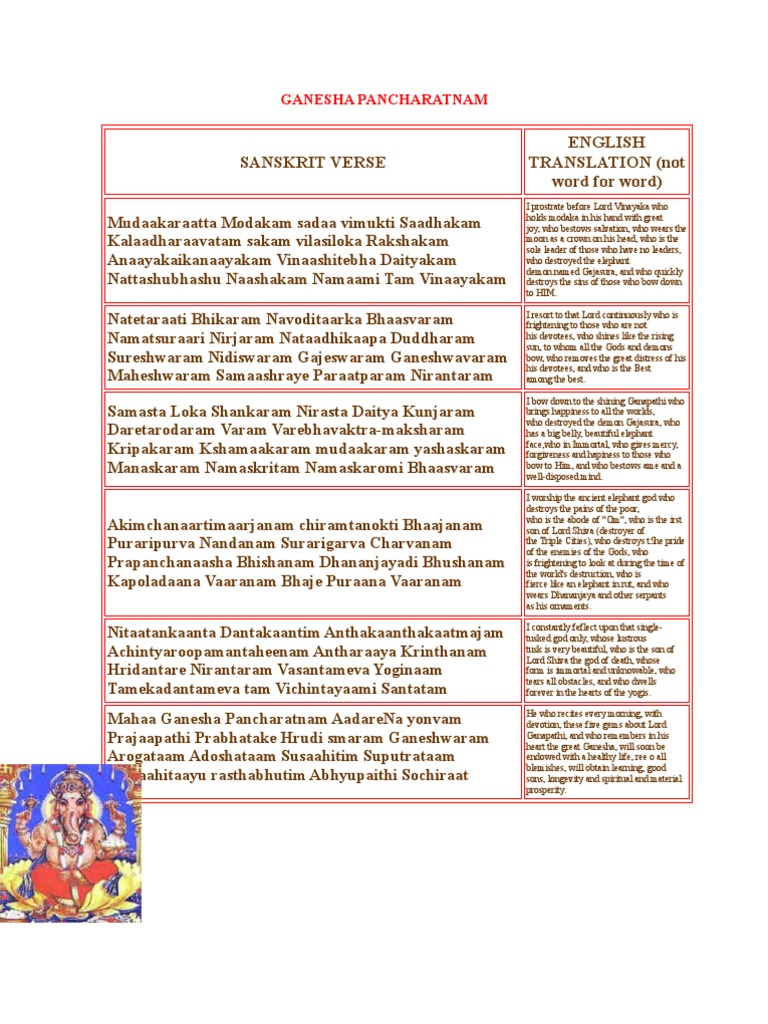 GANESHA PANCHARATNAM
SANSKRIT VERSE
ENGLISH
TRANSLATION (not
word for word)
Mudaakaraatta Modakam sadaa vimukti Saadhakam
Kalaadharaavatam sakam vilasiloka Rakshakam
Anaayakaikanaayakam Vinaashitebha Daityakam
Nattashubhashu Naashakam Namaami Tam Vinaayakam
I prostrate before Lord Vinayaka who
holds modaka in his hand with great
joy, who bestows salvation, who wears the
moon as a crown on his head, who is the
sole leader of those who have no leaders,
who destroyed the elephant
demon named Gajasura, and who quickly
destroys the sins of those who bow down
to HIM.
Natetaraati Bhikaram Navoditaarka Bhaasvaram
Namatsuraari Nirjaram Nataadhikaapa Duddharam
Sureshwaram Nidiswaram Gajeswaram Ganeshwavaram
Maheshwaram Samaashraye Paraatparam Nirantaram
I resort to that Lord continuously who is
frightening to those who are not
his devotees, who shines like the rising
sun, to whom all the Gods and demons
bow, who removes the great distress of his
his devotees, and who is the Best
among the best.
Samasta Loka Shankaram Nirasta Daitya Kunjaram
Daretarodaram Varam Varebhavaktra-maksharam
Kripakaram Kshamaakaram mudaakaram yashaskaram
Manaskaram Namaskritam Namaskaromi Bhaasvaram
I bow down to the shining Ganapathi who
brings happiness to all the worlds,
who destroyed the demon Gajasura, who
has a big belly, beautiful elephant
face,who in Immortal, who gives mercy,
forgiveness and hapiness to those who
bow to Him, and who bestows ame and a
well-disposed mind.
Akimchanaartimaarjanam chiramtanokti Bhaajanam
Puraripurva Nandanam Surarigarva Charvanam
Prapanchanaasha Bhishanam Dhananjayadi Bhushanam
Kapoladaana Vaaranam Bhaje Puraana Vaaranam
I worship the ancient elephant god who
destroys the pains of the poor,
who is the abode of "Om", who is the irst
son of Lord Shiva (destroyer of
the Triple Cities), who destroys t5he pride
of the enemies of the Gods, who
is frightening to look at during the time of
the world's destruction, who is
fierce like an elephant in rut, and who
wears Dhananjaya and other serpants
as his ornaments.
Nitaatankaanta Dantakaantim Anthakaanthakaatmajam
Achintyaroopamantaheenam Antharaaya Krinthanam
Hridantare Nirantaram Vasantameva Yoginaam
Tamekadantameva tam Vichintayaami Santatam
I constantly feflect upon that single-
tusked god only, whose lustrous
tusk is very beautiful, who is the son of
Lord Shiva the god of death, whose
form is immortal and unknowable, who
tears all obstacles, and who dwells
forever in the hearts of the yogis.
Mahaa Ganesha Pancharatnam AadareNa yonvam
Prajaapathi Prabhatake Hrudi smaram Ganeshwaram
Arogataam Adoshataam Susaahitim Suputrataam
aahitaayu rasthabhutim Abhyupaithi Sochiraat
He who recites every morning, with
devotion, these five gems about Lord
Ganapathi, and who remembers in his
heart the great Ganesha, will soon be
endowed with a healthy life, ree o all
blemishes, will obtain learning, good
sons, longevity and spiritual and material
prosperity.